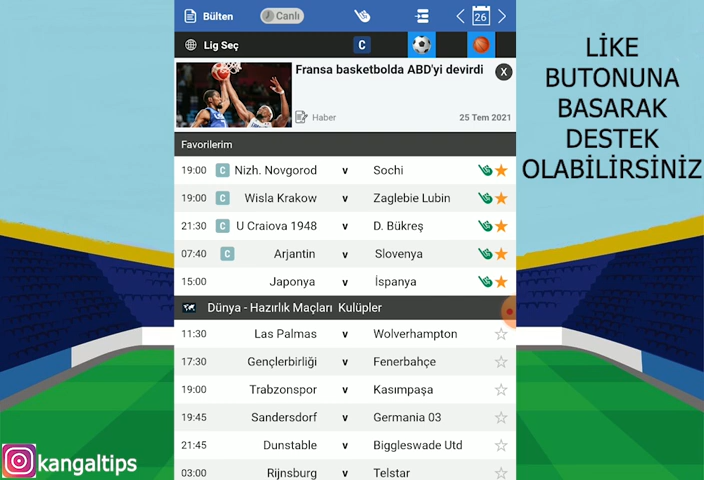 Bülten
Canlı
26
Lig Seç
C
Fransa basketbolda ABD'yi devirdi
X
Haber
25 Tem 2021
Favorilerim
19:00 C Nizh. Novgorod v Sochi
19:00 C Wisla Krakow v Zaglebie Lubin
21:30 C U Craiova 1948 v D. Bükreş
07:40 C Arjantin v Slovenya
15:00 Japonya v İspanya
Dünya - Hazırlık Maçları Kulüpler
11:30 Las Palmas v Wolverhampton
17:30 Gençlerbirliği v Fenerbahçe
19:00 Trabzonspor v Kasımpaşa
19:45 Sandersdorf v Germania 03
21:45 Dunstable v Biggleswade Utd
03:00 Rijnsburg v Telstar
LİKE
BUTONUNA
BASARAK
DESTEK
OLABİLİRSİNİZ
kangaltips